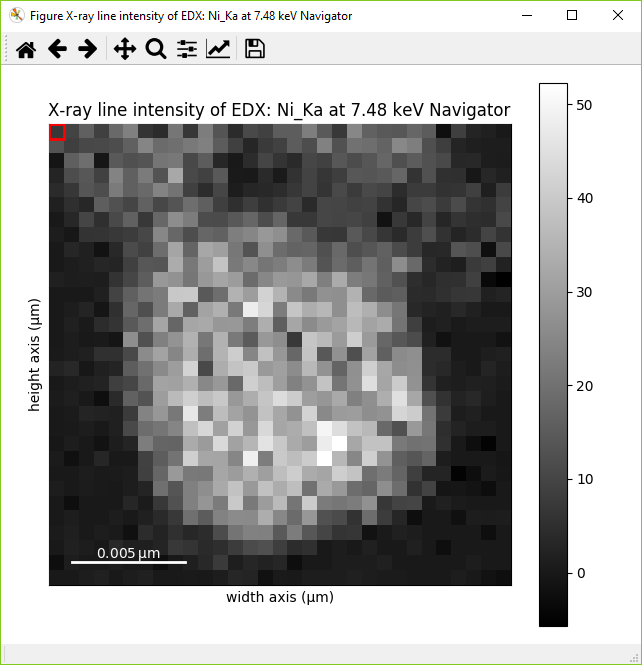 Figure X-ray line intensity of EDX: Ni_Ka at 7.48 keV Navigator
X-ray line intensity of EDX: Ni_Ka at 7.48 keV Navigator
50
40
30
20
10
0
height axis (µm)
0.005 µm
width axis (µm)